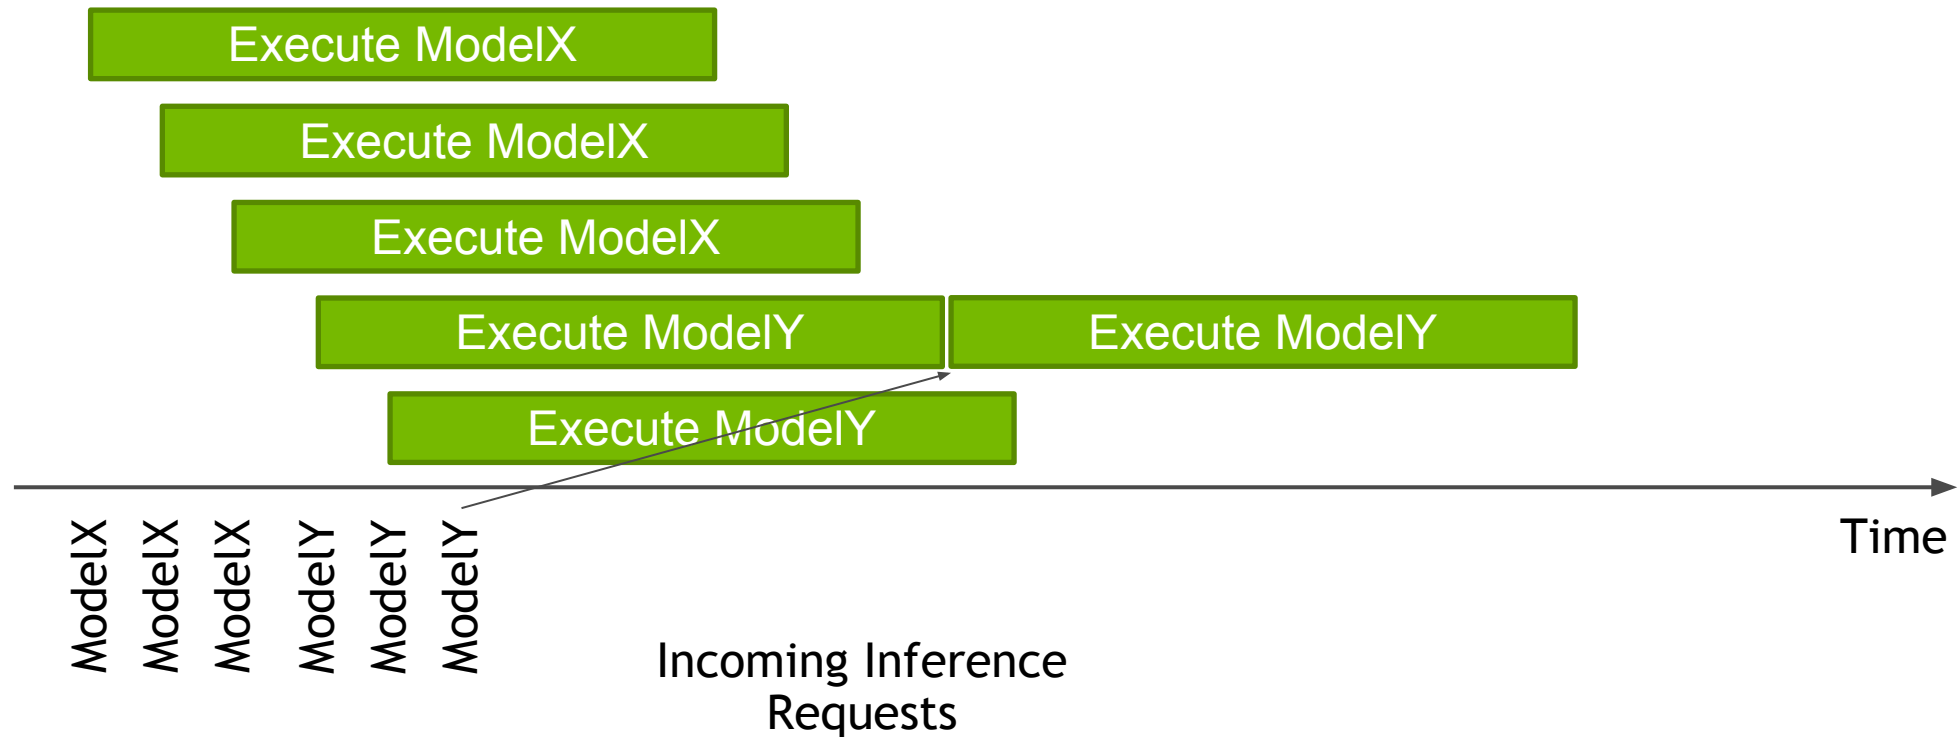 Execute ModelX
Execute ModelX
Execute ModelX
Execute ModelY
Execute ModelY
Execute ModelY
Time
ModelX
ModelX
ModelX
ModelY
ModelY
ModelY
Incoming Inference
Requests